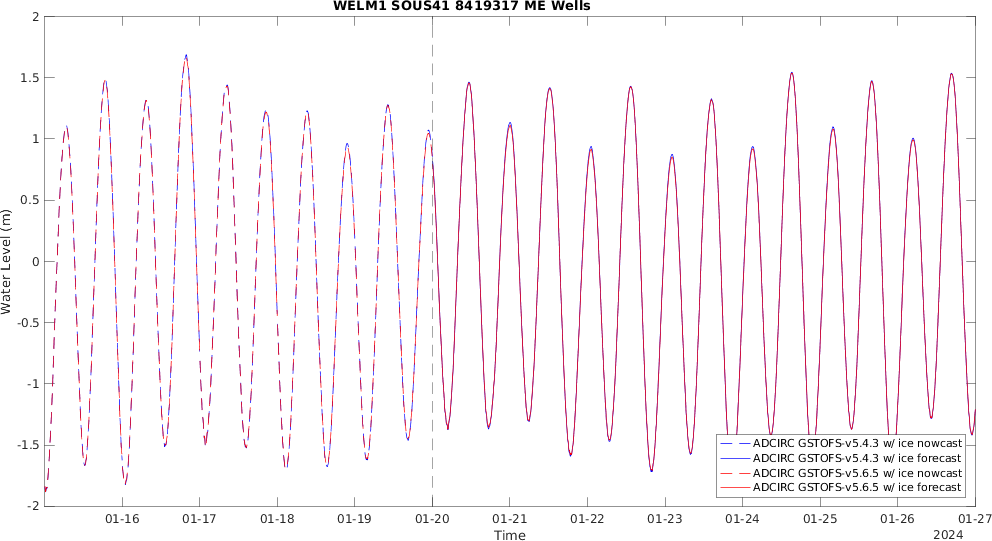 WELM1 SOUS41 8419317 ME Wells
Water Level (m)
2
1.5
1
0.5
0
-0.5
-1
-1.5
-2
ADCIRC GSTOFS-v5.4.3 w/ ice nowcast
ADCIRC GSTOFS-v5.4.3 w/ ice forecast
ADCIRC GSTOFS-v5.6.5 w/ ice nowcast
ADCIRC GSTOFS-v5.6.5 w/ ice forecast
01-16 01-17 01-18 01-19 01-20 01-21 01-22 01-23 01-24 01-25 01-26 01-27
Time
2024